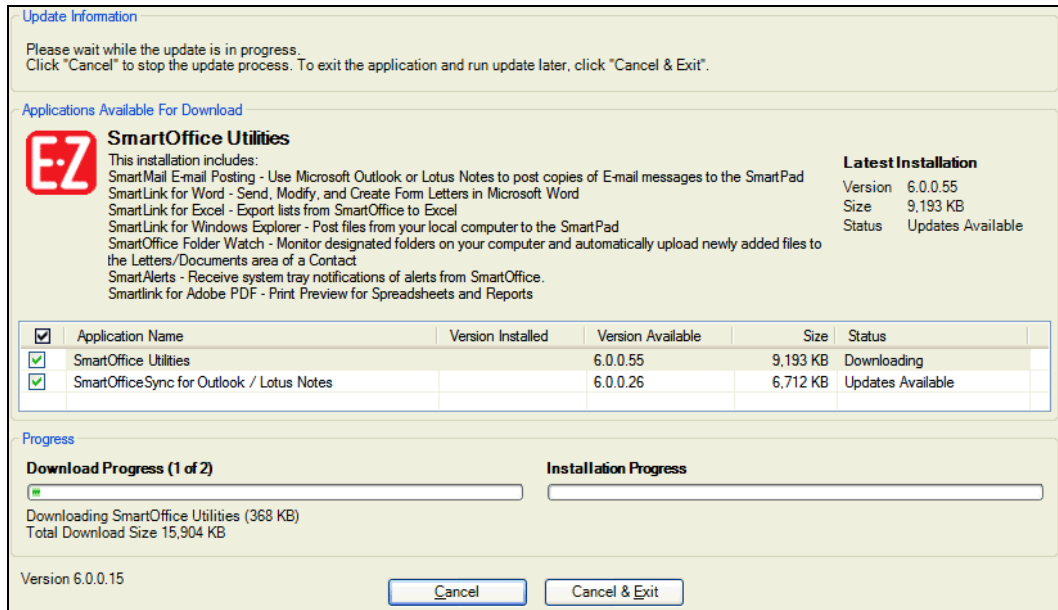 Update Information
Please wait while the update is in progress.
Click "Cancel" to stop the update process. To exit the application and run update later, click "Cancel & Exit".
Applications Available For Download
E-Z
SmartOffice Utilities
This installation includes:
SmartMail E-mail Posting - Use Microsoft Outlook or Lotus Notes to post copies of E-mail messages to the SmartPad
SmartLink for Word - Send, Modify, and Create Form Letters in Microsoft Word
SmartLink for Excel - Export lists from SmartOffice to Excel
SmartLink for Windows Explorer - Post files from your local computer to the SmartPad
SmartOffice Folder Watch - Monitor designated folders on your computer and automatically upload newly added files to
the Letters/Documents area of a Contact
SmartAlerts - Receive system tray notifications of alerts from SmartOffice.
Smartlink for Adobe PDF - Print Preview for Spreadsheets and Reports
Latest Installation
Version 6.0.0.55
Size 9,193 KB
Status Updates Available
Application Name Version Installed Version Available Size Status
SmartOffice Utilities 6.0.0.55 9,193 KB Downloading
SmartOfficeSync for Outlook / Lotus Notes 6.0.0.26 6,712 KB Updates Available
Progress
Download Progress (1 of 2) Installation Progress
Downloading SmartOffice Utilities (368 KB)
Total Download Size 15,904 KB
Version 6.0.0.15
Cancel Cancel & Exit